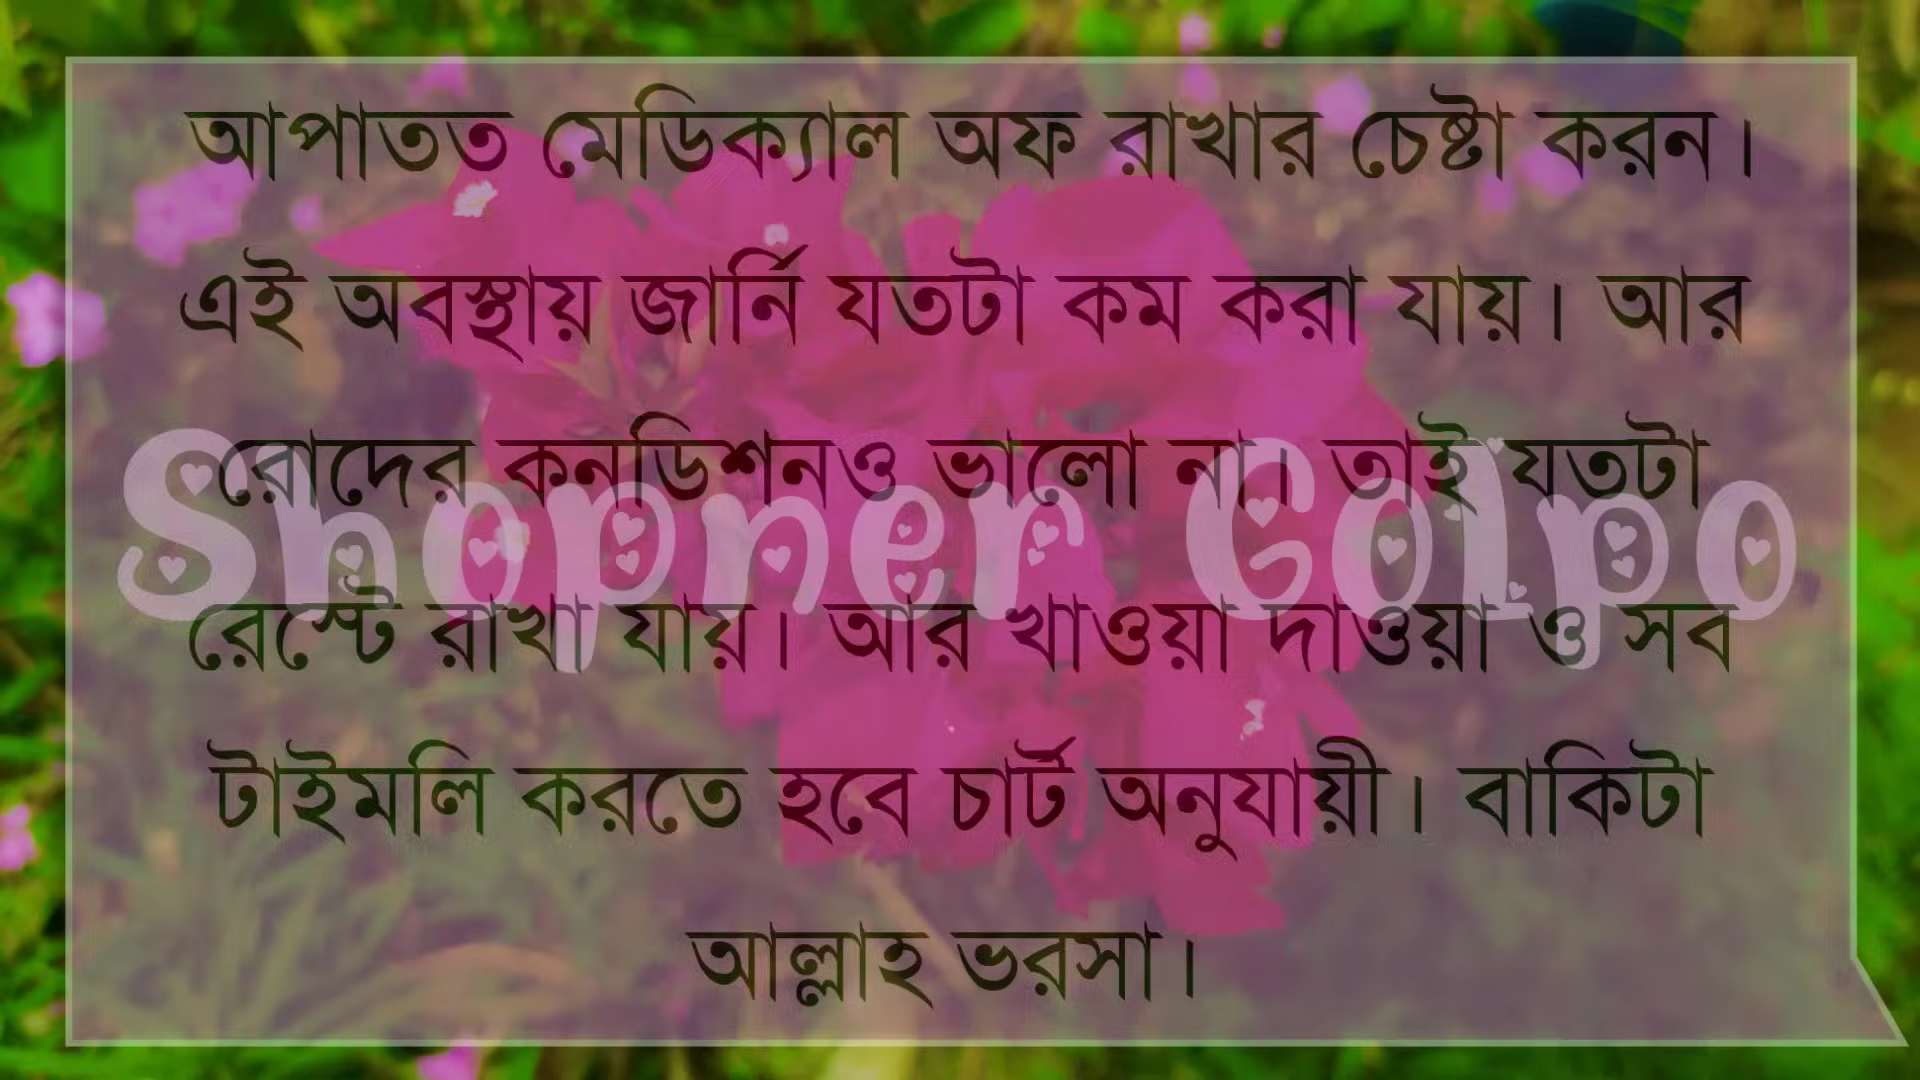 আপাতত মেডিক্যাল অফ রাখার চেষ্টা করন।
এই অবস্থায় জার্নি যতটা কম করা যায়। আর
রোদের কনডিশনও ভালো না। তাই যতটা
Shopner Golpo
রেস্টে রাখা যায়। আর খাওয়া দাওয়া ও সব
টাইমলি করতে হবে চার্ট অনুযায়ী। বাকিটা
আল্লাহ ভরসা।